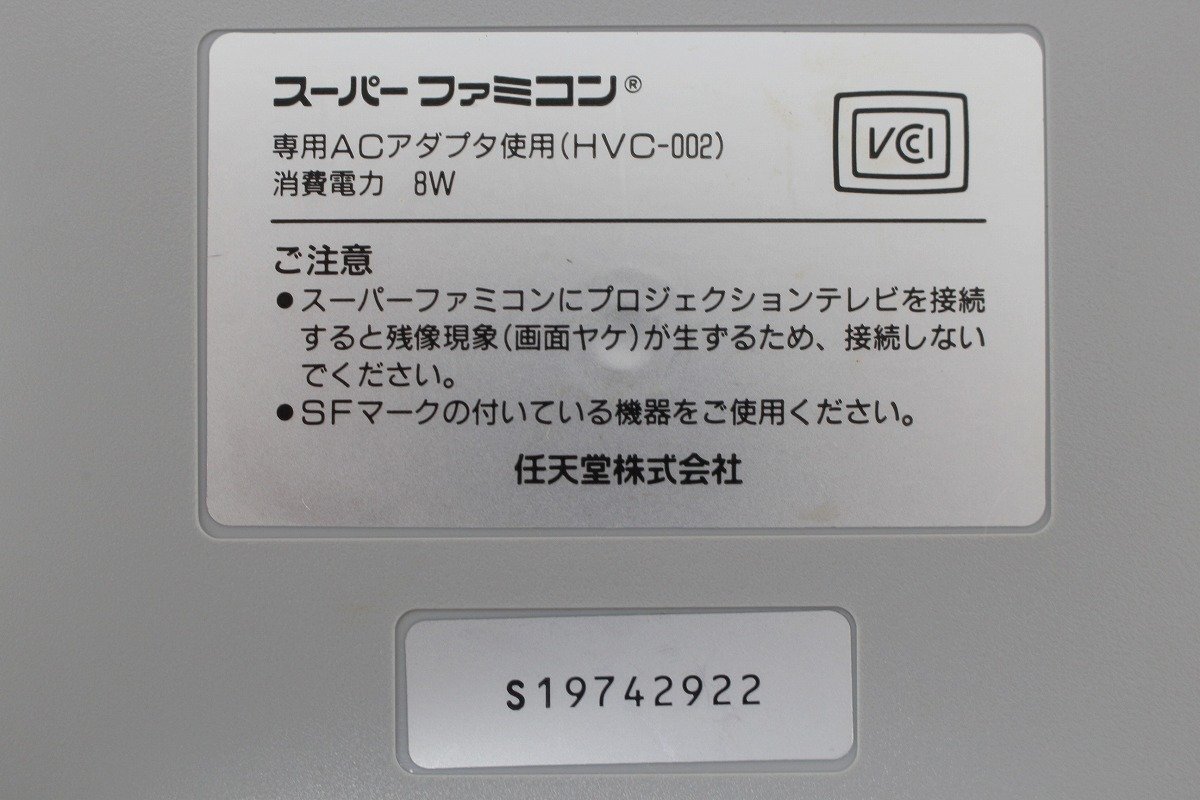 スーパーファミコン®
専用ACアダプタ使用(HVC-002)
消費電力 8W
VCCI
ご注意
●スーパーファミコンにプロジェクションテレビを接続
すると残像現象(画面ヤケ)が生ずるため、接続しない
でください。
●SFマークの付いている機器をご使用ください。
任天堂株式会社
S19742922